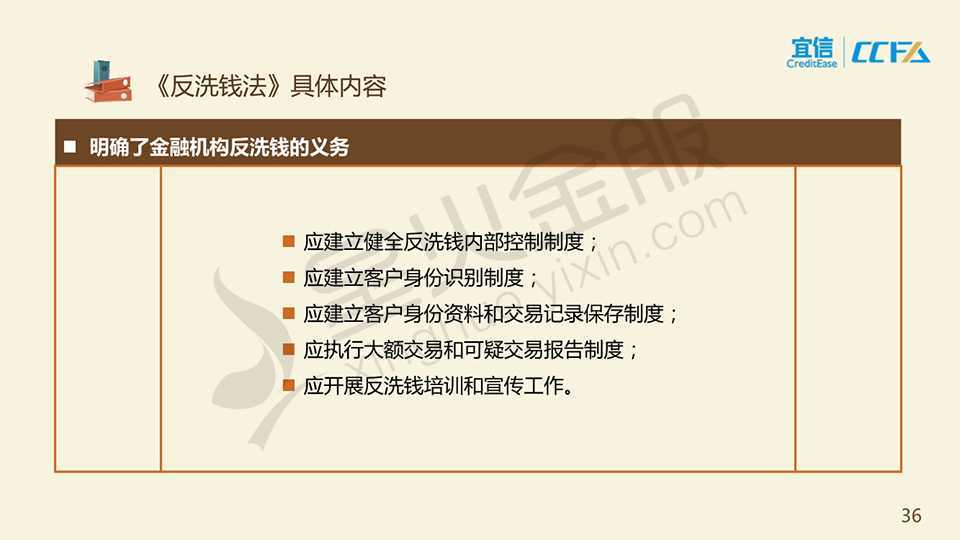 宜信 CCFA
CreditEase
《反洗钱法》具体内容
明确了金融机构反洗钱的义务
应建立健全反洗钱内部控制制度；
应建立客户身份识别制度；
应建立客户身份资料和交易记录保存制度；
应执行大额交易和可疑交易报告制度；
应开展反洗钱培训和宣传工作。
星火金服
xinghuo.yixin.com
36